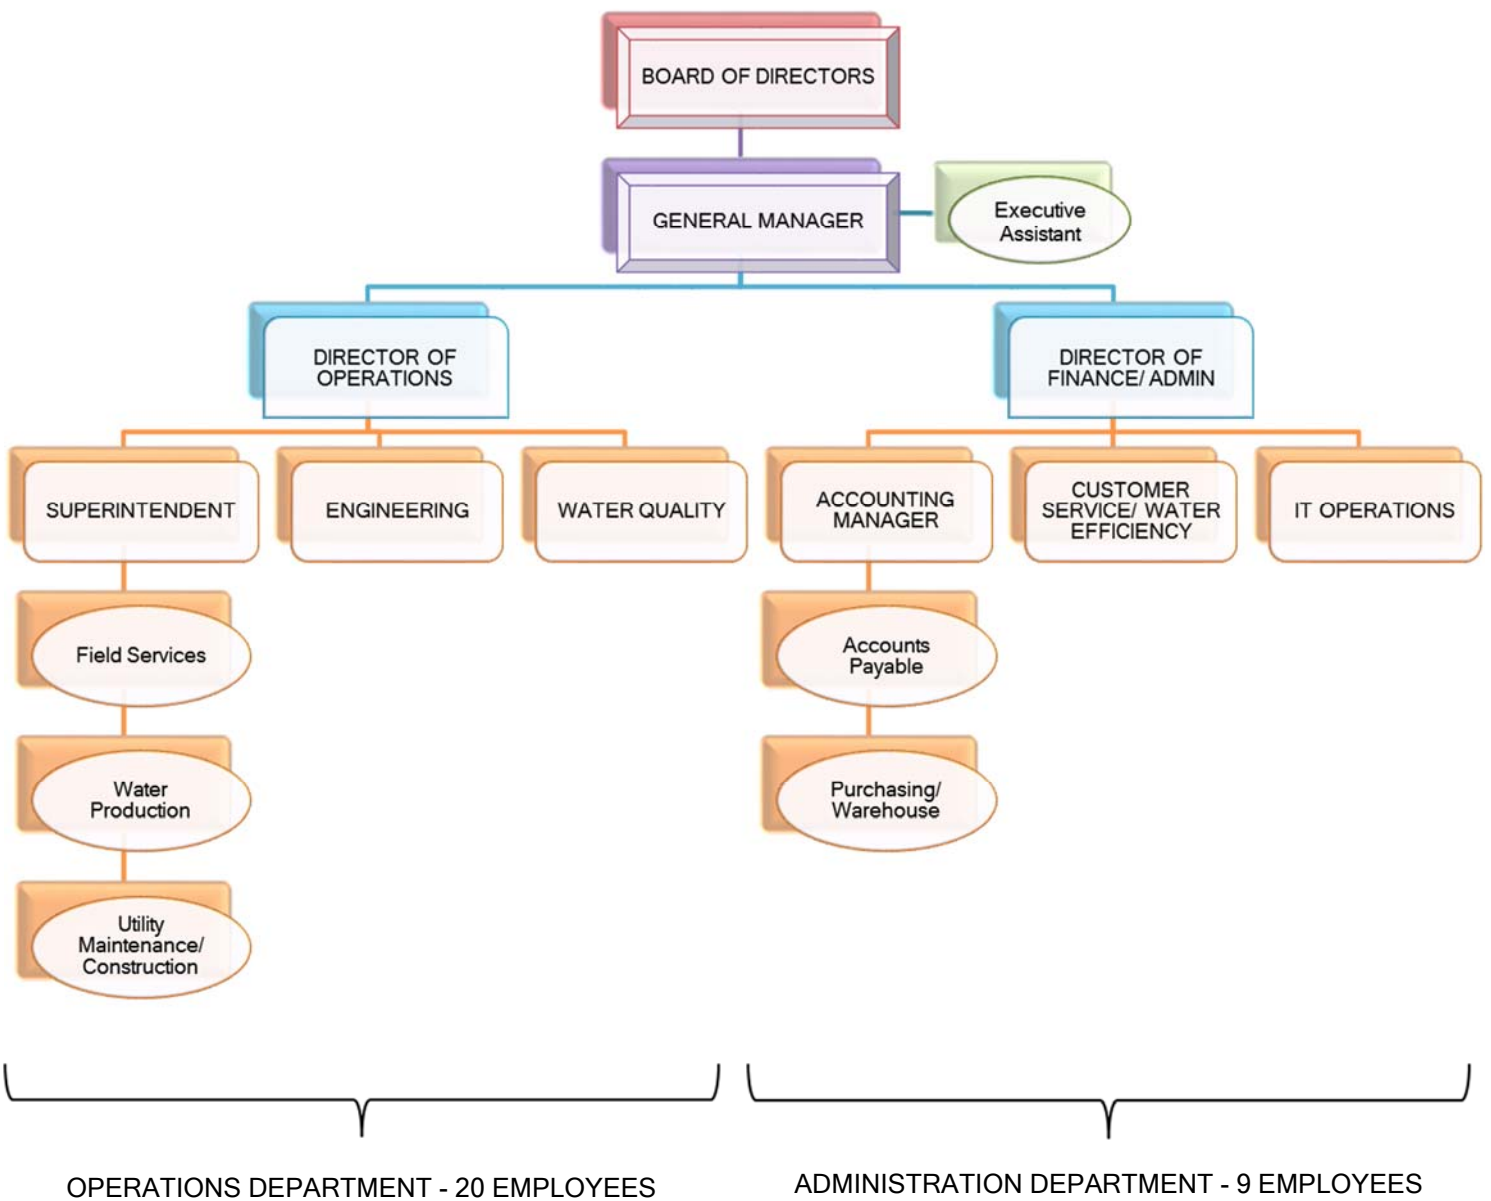 BOARD OF DIRECTORS
GENERAL MANAGER
Executive
Assistant
DIRECTOR OF
OPERATIONS
DIRECTOR OF
FINANCE/ ADMIN
SUPERINTENDENT
ENGINEERING
WATER QUALITY
ACCOUNTING
MANAGER
CUSTOMER
SERVICE/ WATER
EFFICIENCY
IT OPERATIONS
Field Services
Accounts
Payable
Water
Production
Purchasing/
Warehouse
Utility
Maintenance/
Construction
OPERATIONS DEPARTMENT - 20 EMPLOYEES
ADMINISTRATION DEPARTMENT - 9 EMPLOYEES